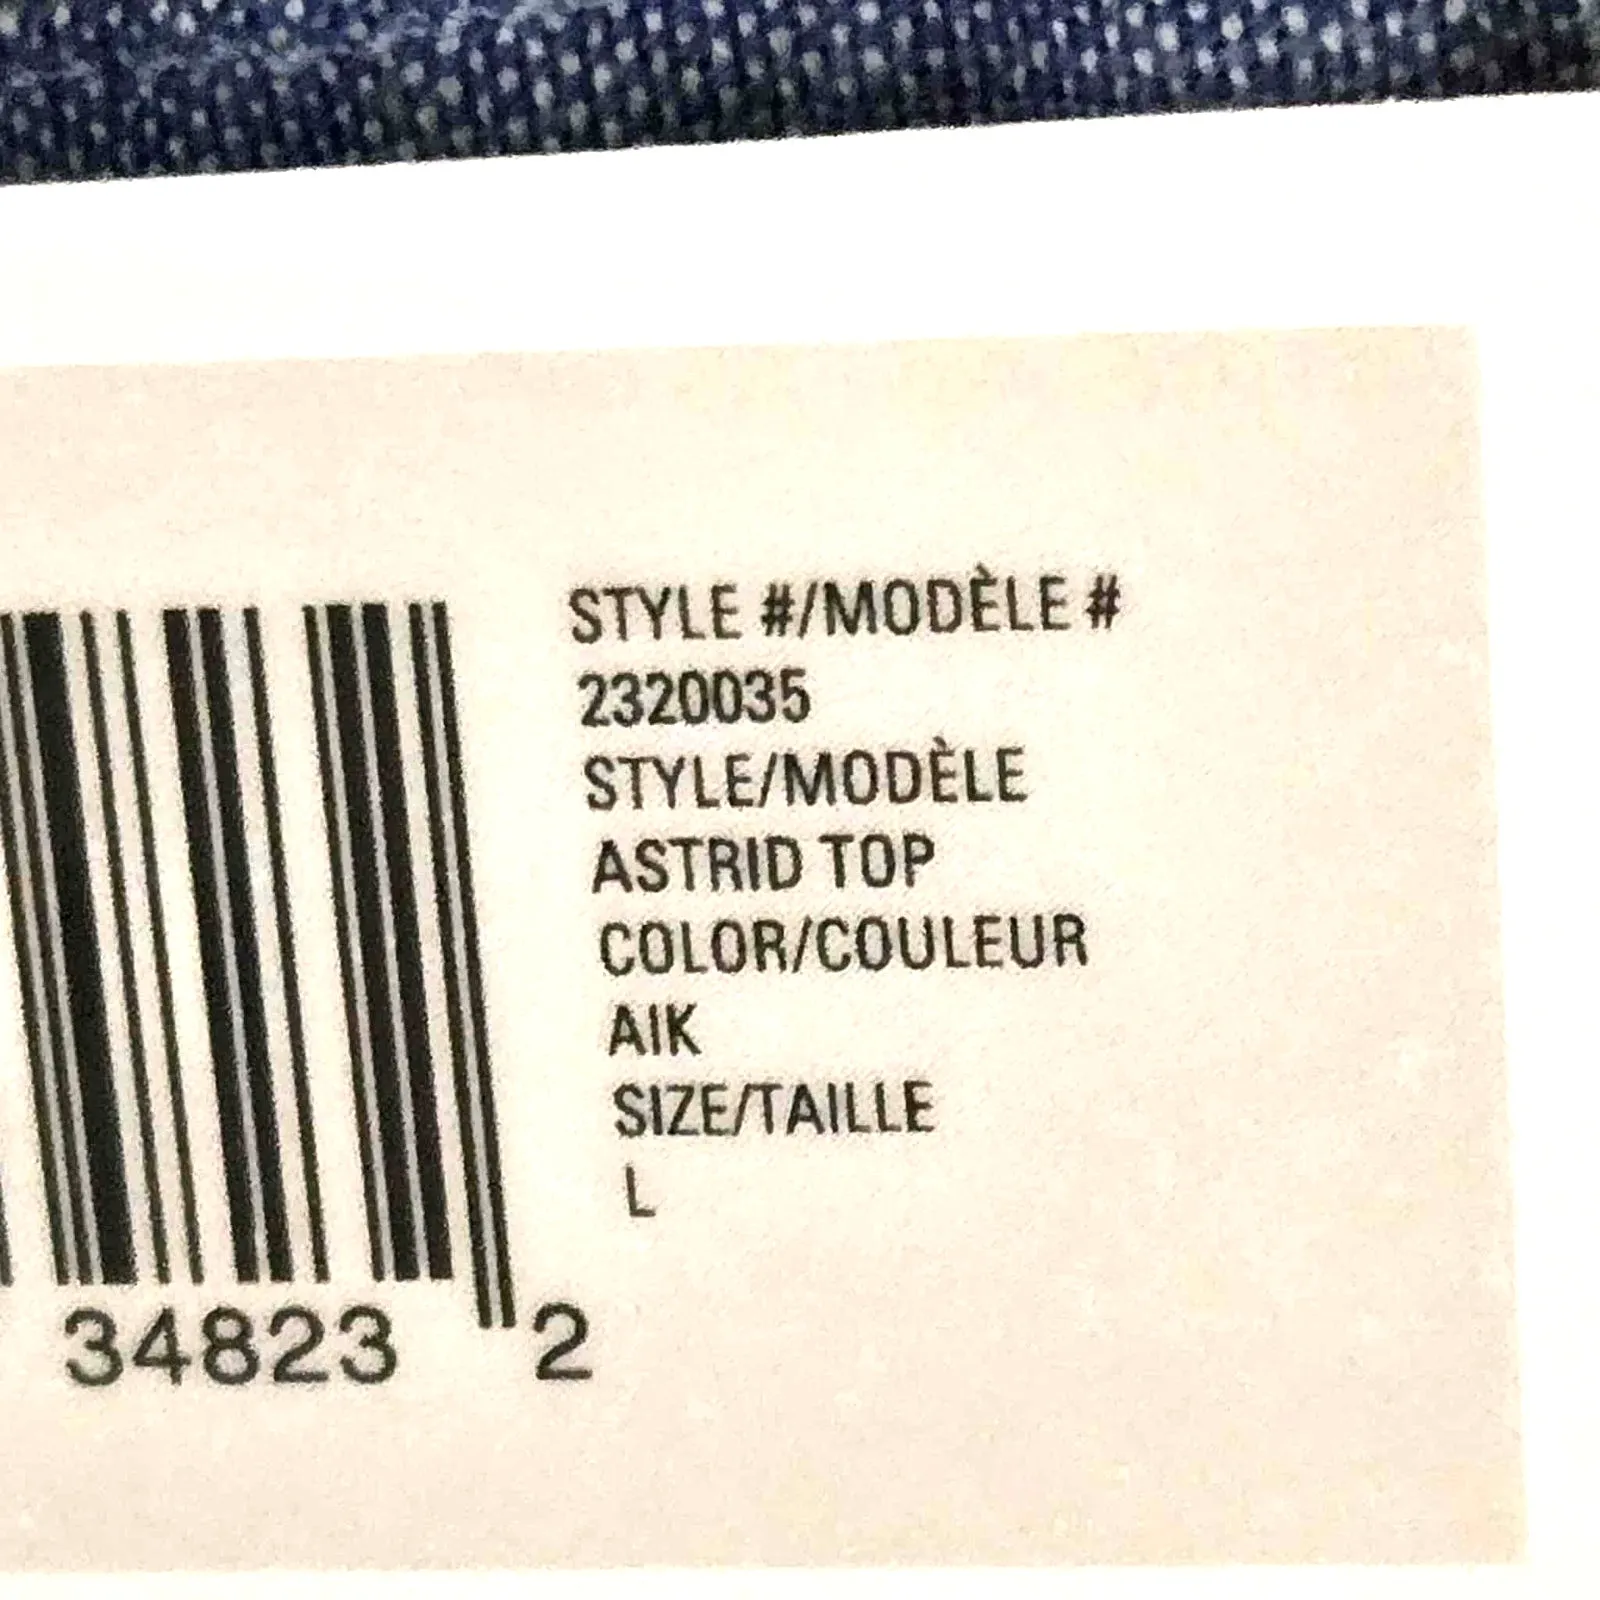 STYLE #/MODÈLE #
2320035
STYLE/MODÈLE
ASTRID TOP
COLOR/COULEUR
AIK
SIZE/TAILLE
L
34823 2